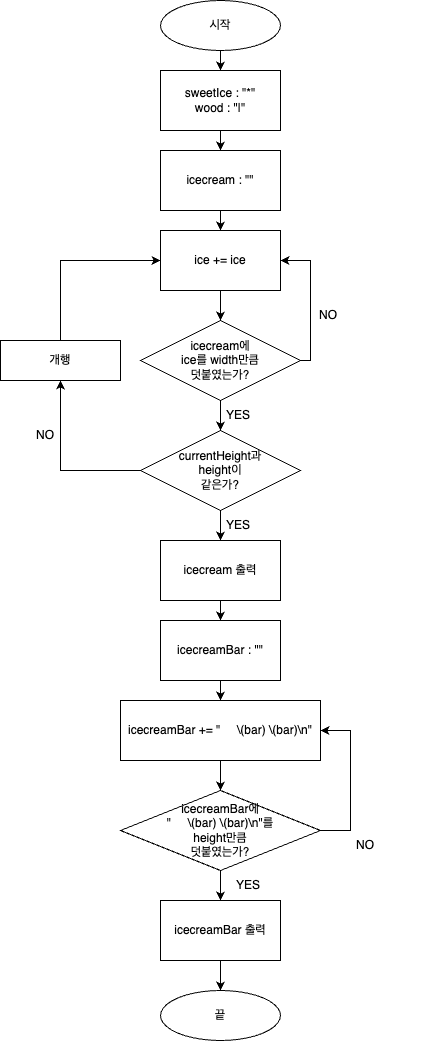 시작
sweetIce : "*"
wood : "|"
icecream : ""
ice += ice
NO
icecream에
ice를 width만큼
덧붙였는가?
개행
YES
NO
currentHeight과
height이
같은가?
YES
icecream 출력
icecreamBar : ""
icecreamBar += "     \(bar) \(bar)\n"
icecreamBar에
"     \(bar) \(bar)\n"를
height만큼
덧붙였는가?
NO
YES
icecreamBar 출력
끝